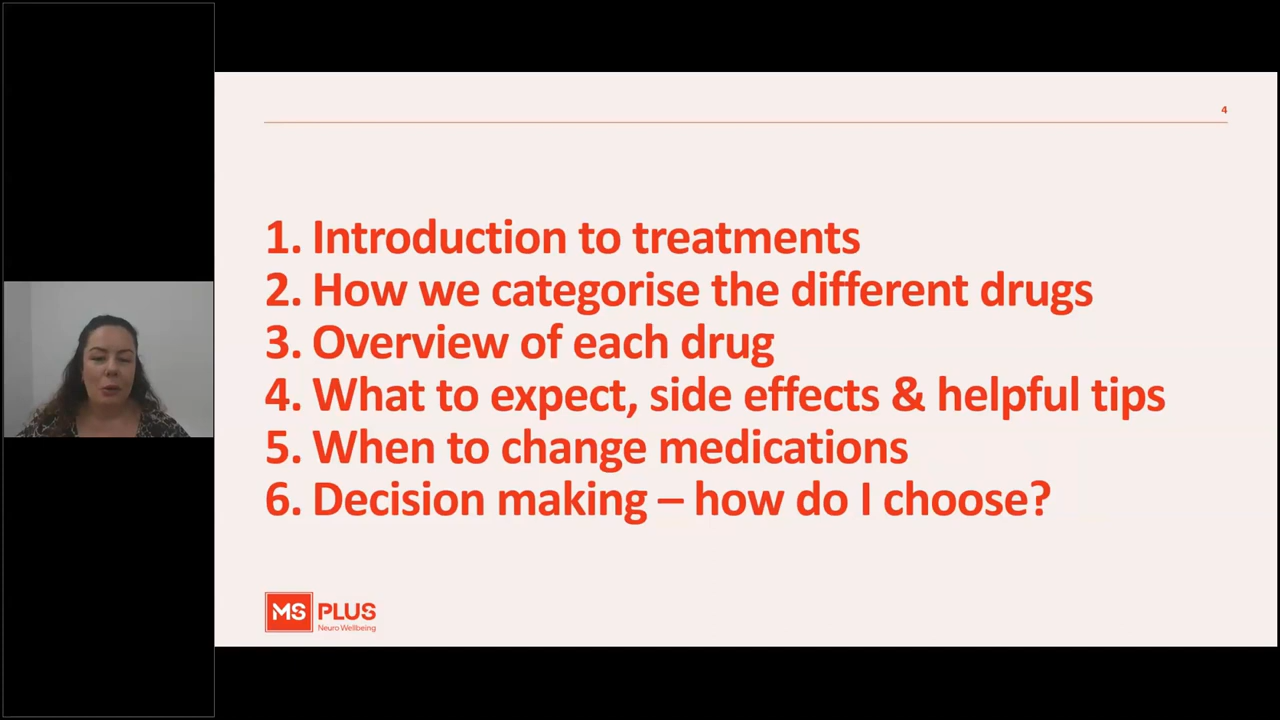 4
1. Introduction to treatments
2. How we categorise the different drugs
3. Overview of each drug
4. What to expect, side effects & helpful tips
5. When to change medications
6. Decision making – how do I choose?
MS PLUS
Neuro Wellbeing